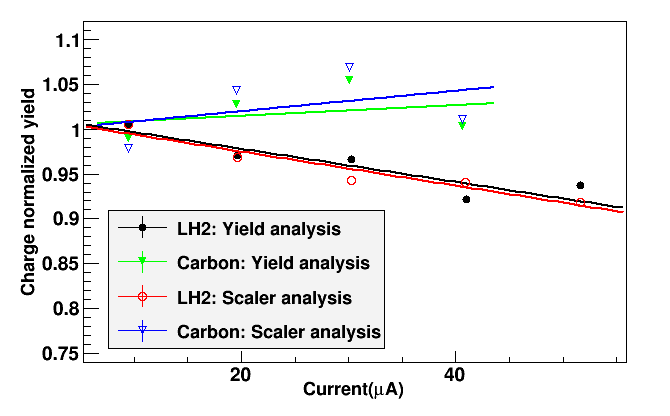 1.1
1.05
1
0.95
0.9
0.85
0.8
0.75
Charge normalized yield
LH2: Yield analysis
Carbon: Yield analysis
LH2: Scaler analysis
Carbon: Scaler analysis
20
40
Current(μA)